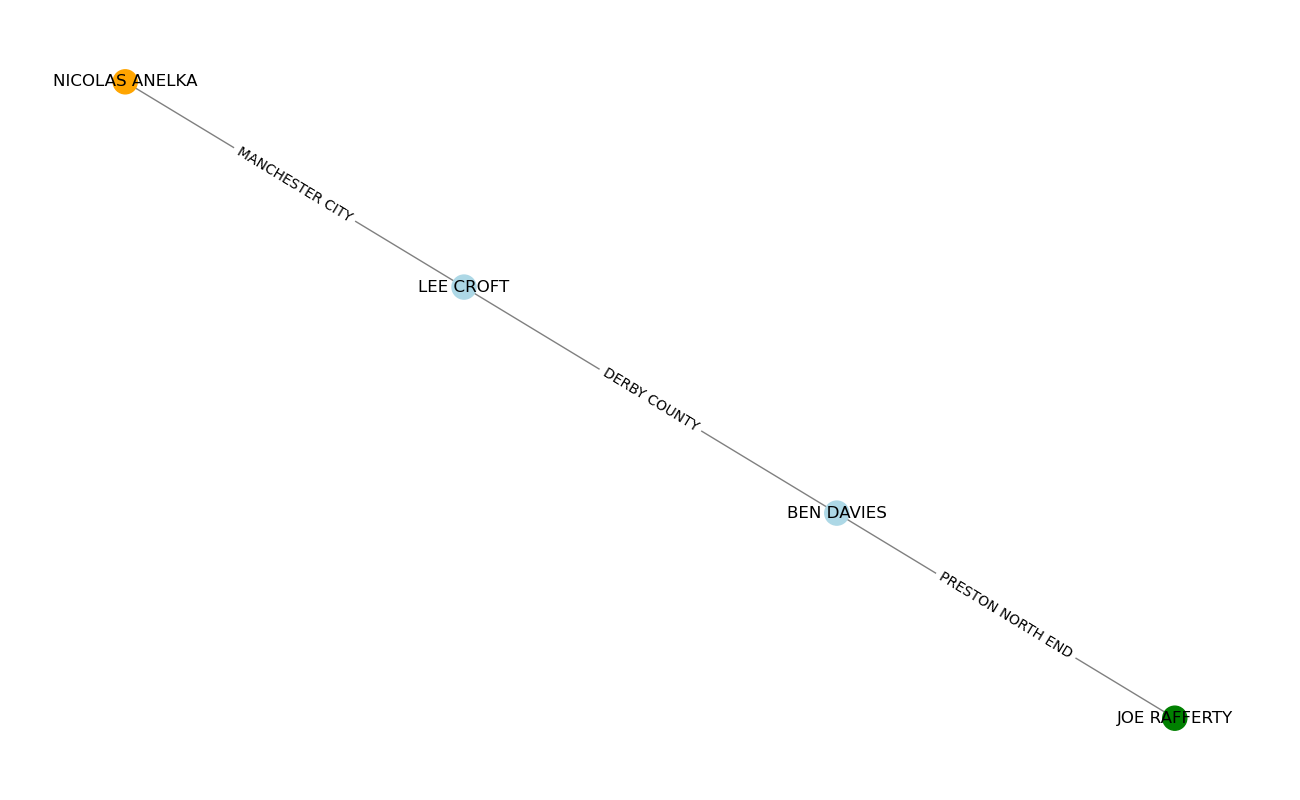 NICOLAS ANELKA
MANCHESTER CITY
LEE CROFT
DERBY COUNTY
BEN DAVIES
PRESTON NORTH END
JOE RAFFERTY